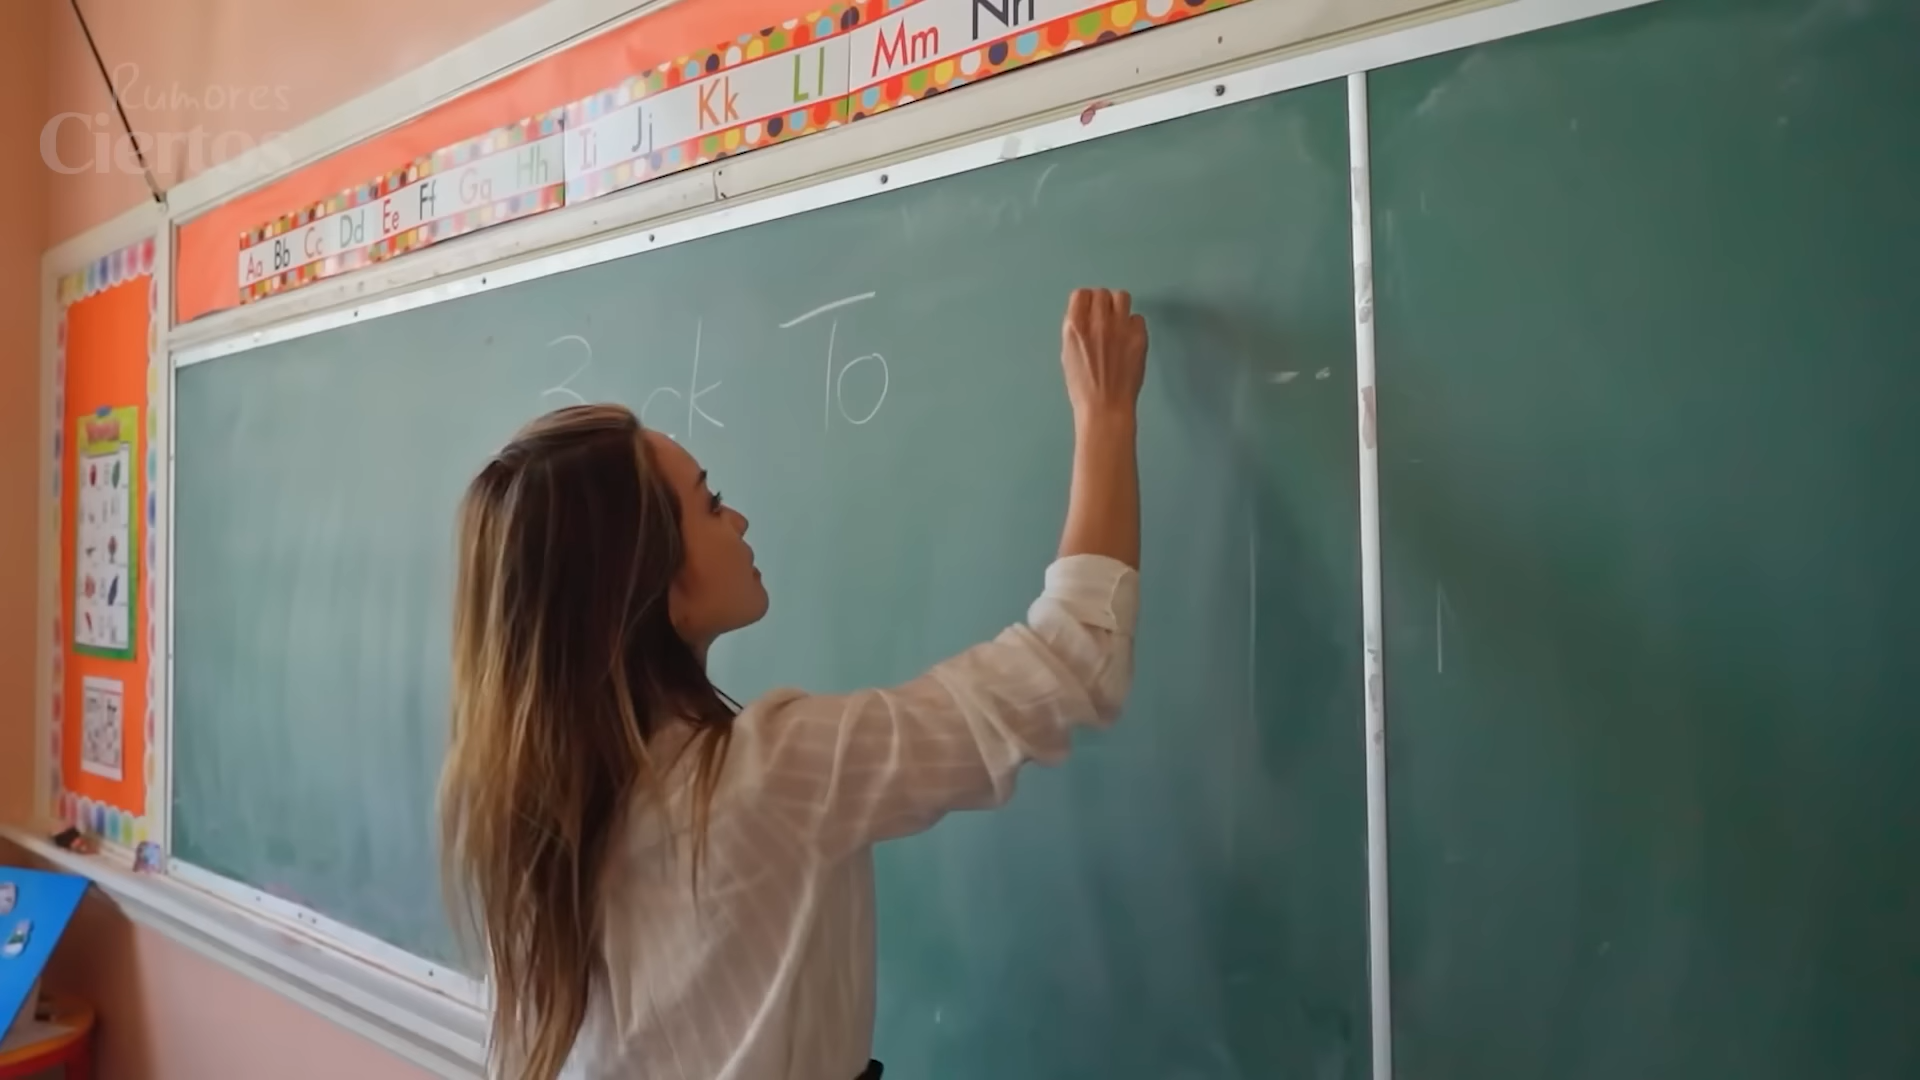 Rumores
Ciertos
Aa Bb Cc Dd Ee Ff Gg Hh Ii Jj Kk Ll Mm Nn
ck To